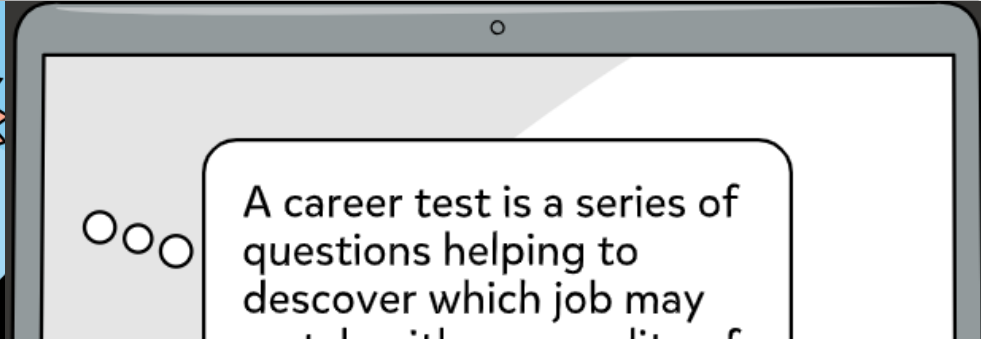 A career test is a series of
questions helping to
descover which job may